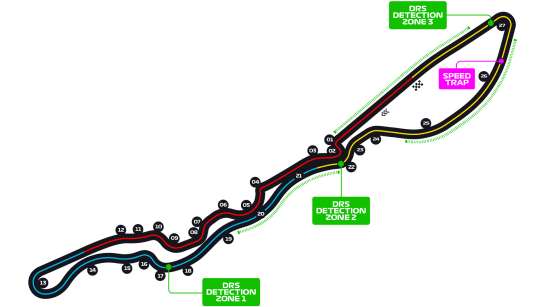 DRS
DETECTION
ZONE 3
27
SPEED
TRAP
26
25
01
24
03
02
23
22
04
21
DRS
DETECTION
ZONE 2
06
05
20
07
12
11
10
08
09
19
13
14
15
16
17
18
DRS
DETECTION
ZONE 1